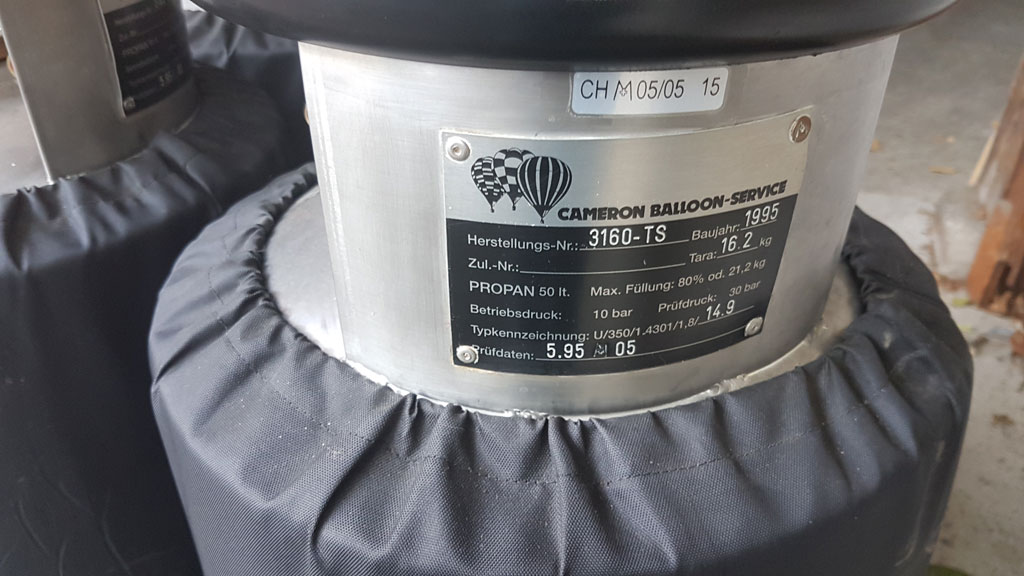 CH M 05/05 15
CAMERON BALLOON-SERVICE
Herstellungs-Nr.: 3160-TS Baujahr: 1995
Zul.-Nr.: Tara: 16.2 kg
PROPAN 50 lt. Max. Füllung: 80% od. 21,2 kg
Betriebsdruck: 10 bar Prüfdruck: 30 bar
Typkennzeichnung: U/350/1.4301/1,8/ 14.9
Prüfdaten: 5.95 M 05
PROPAN